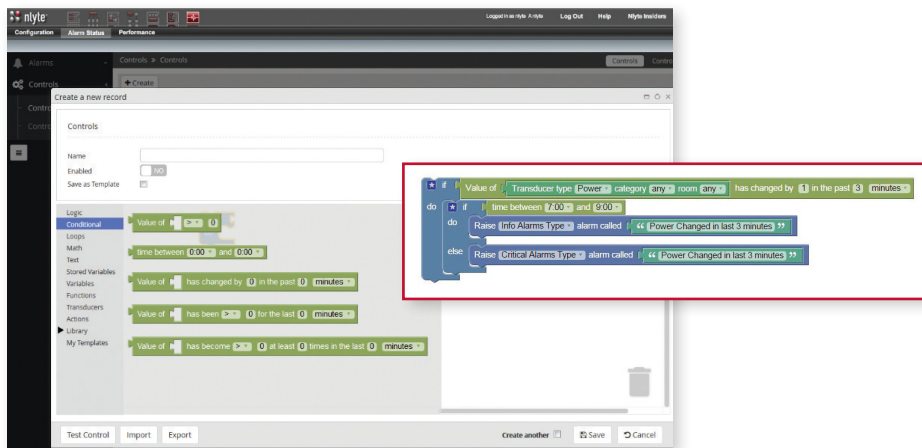 nlyte
Logged in as nlyte A nlyte Log Out Help Nlyte Insiders
Configuration Alarm Status Performance
Alarms
Controls > Controls
Controls Contro
Controls
+ Create
Create a new record
Contro
Contro
Controls
Name
Enabled NO
Save as Template
if Value of Transducer type Power category any room any has changed by 1 in the past 3 minutes
do if time between 7:00 and 9:00
do Raise Info Alarms Type alarm called “ Power Changed in last 3 minutes ”
else Raise Critical Alarms Type alarm called “ Power Changed in last 3 minutes ”
Logic
Conditional
Loops
Math
Text
Stored Variables
Variables
Functions
Transducers
Actions
Library
My Templates
Value of > 0
time between 0:00 and 0:00
Value of has changed by 0 in the past 0 minutes
Value of has been > 0 for the last 0 minutes
Value of has become > 0 at least 0 times in the last 0 minutes
Test Control Import Export Create another Save Cancel